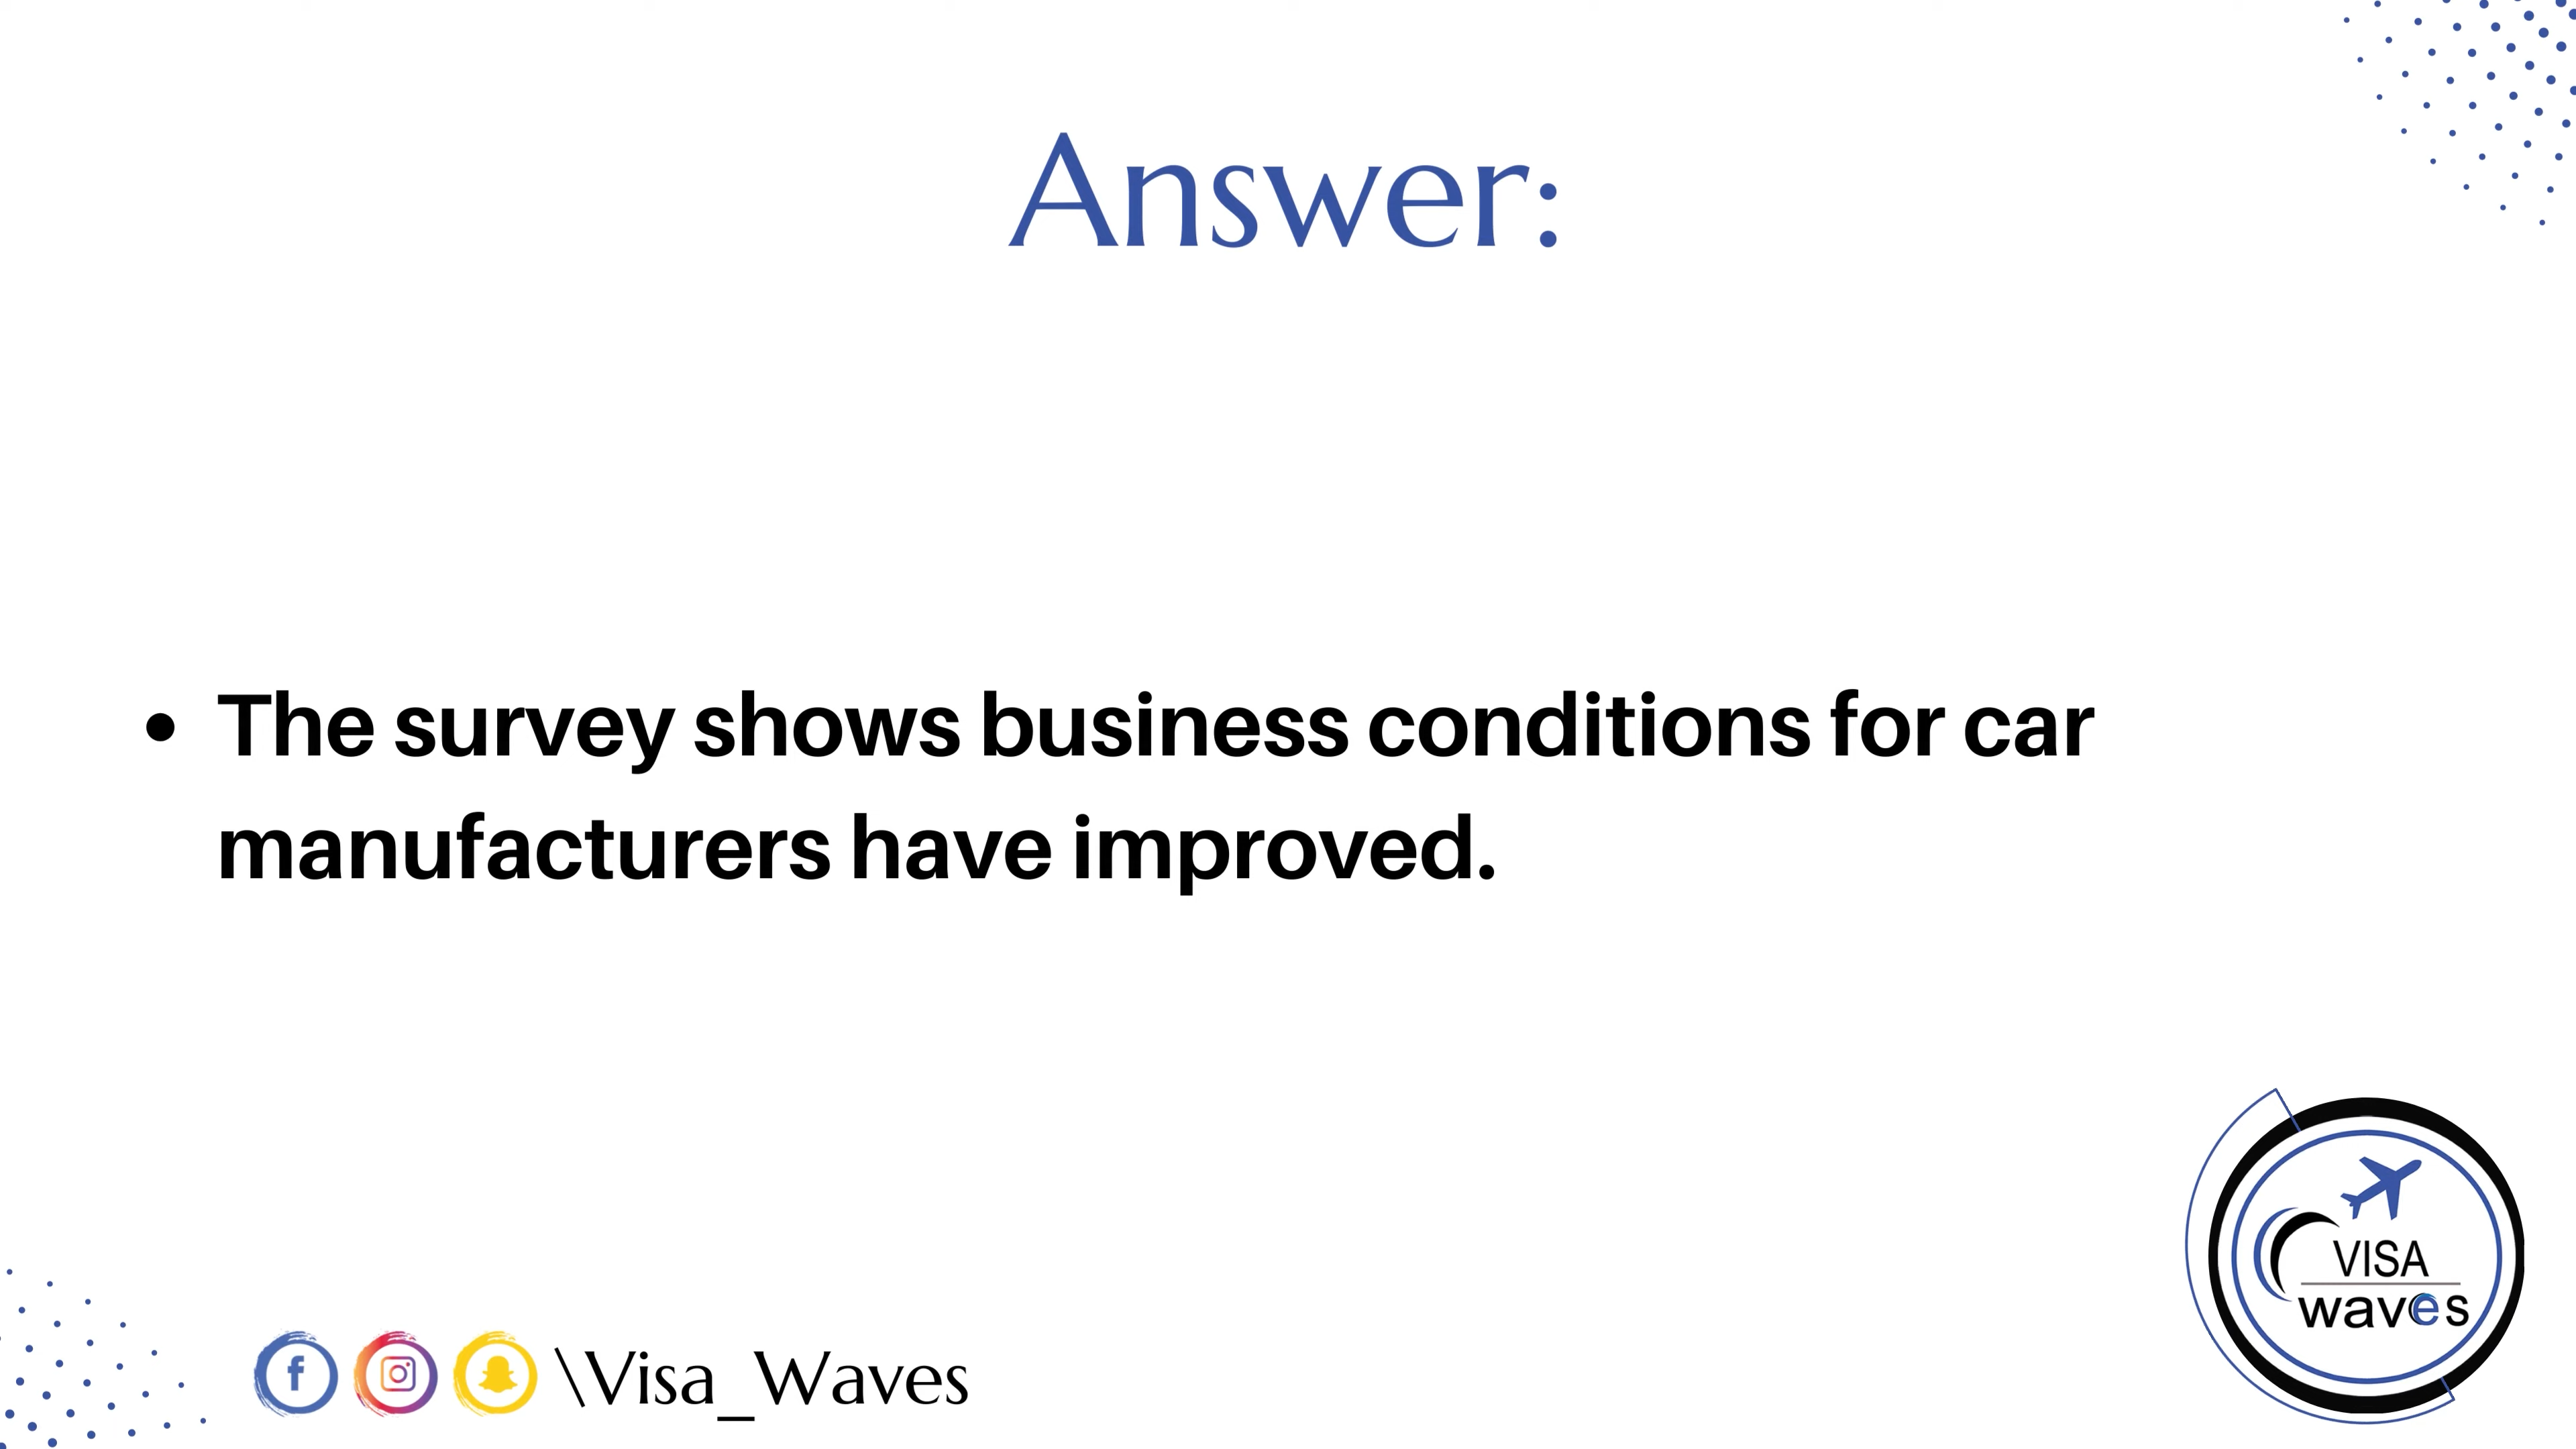 Answer:
• The survey shows business conditions for car
manufacturers have improved.
VISA
waves
\Visa_Waves